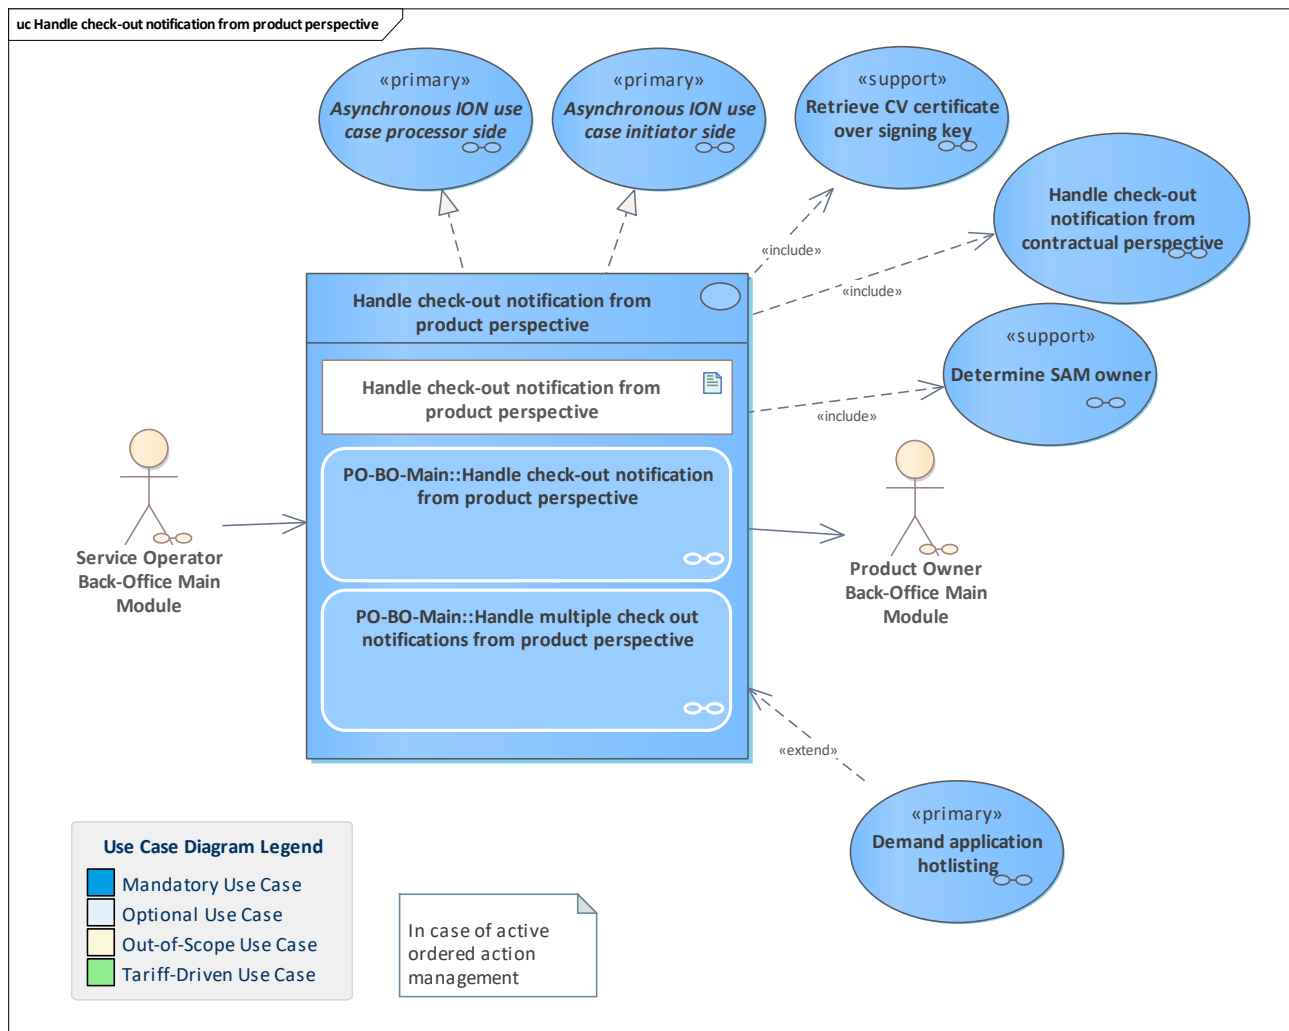 uc Handle check-out notification from product perspective
«primary»
Asynchronous ION use
case processor side
«primary»
Asynchronous ION use
case initiator side
«support»
Retrieve CV certificate
over signing key
Handle check-out
notification from
contractual perspective
«include»
«include»
«support»
Determine SAM owner
«include»
Handle check-out notification from
product perspective
Handle check-out notification from
product perspective
PO-BO-Main::Handle check-out notification
from product perspective
PO-BO-Main::Handle multiple check out
notifications from product perspective
Service Operator
Back-Office Main
Module
Product Owner
Back-Office Main
Module
«extend»
«primary»
Demand application
hotlisting
Use Case Diagram Legend
Mandatory Use Case
Optional Use Case
Out-of-Scope Use Case
Tariff-Driven Use Case
In case of active
ordered action
management